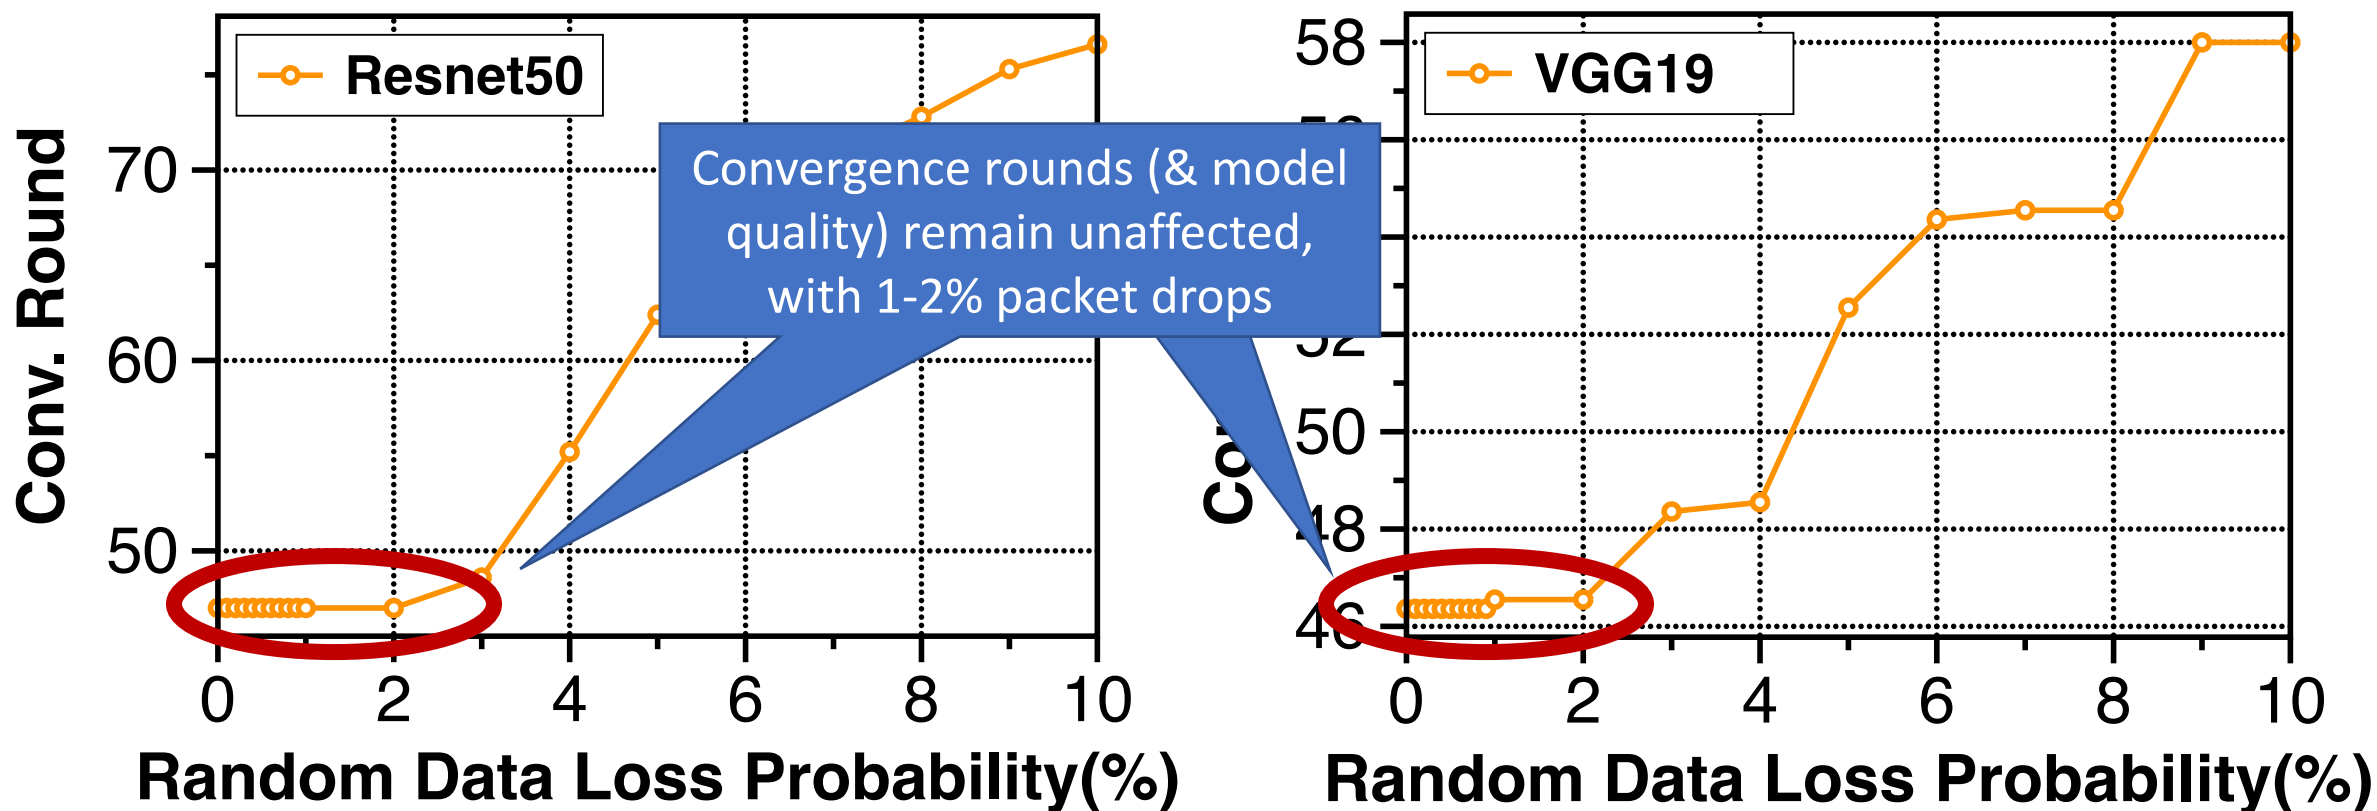 Resnet50
Conv. Round
70
60
50
0 2 4 6 8 10
Random Data Loss Probability(%)
Convergence rounds (& model
quality) remain unaffected,
with 1-2% packet drops
VGG19
58
50
48
46
0 2 4 6 8 10
Random Data Loss Probability(%)